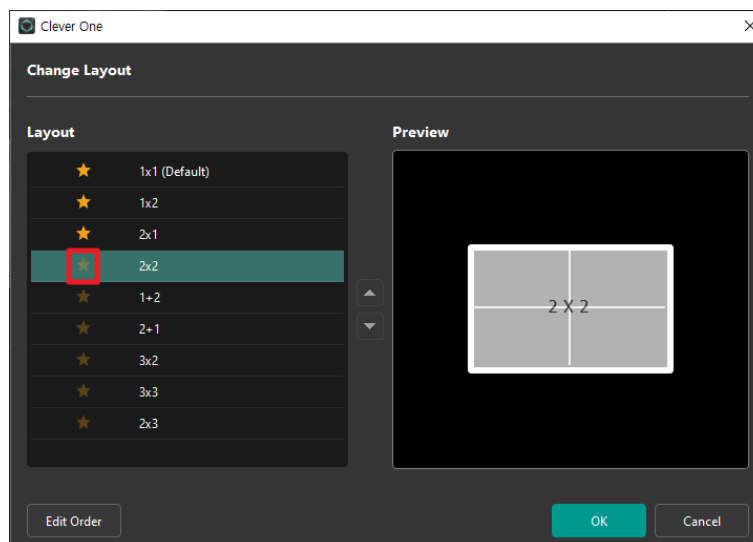 Clever One
Change Layout
Layout
Preview
1x1 (Default)
1x2
2x1
2x2
1+2
2+1
3x2
3x3
2x3
2 X 2
Edit Order
OK
Cancel